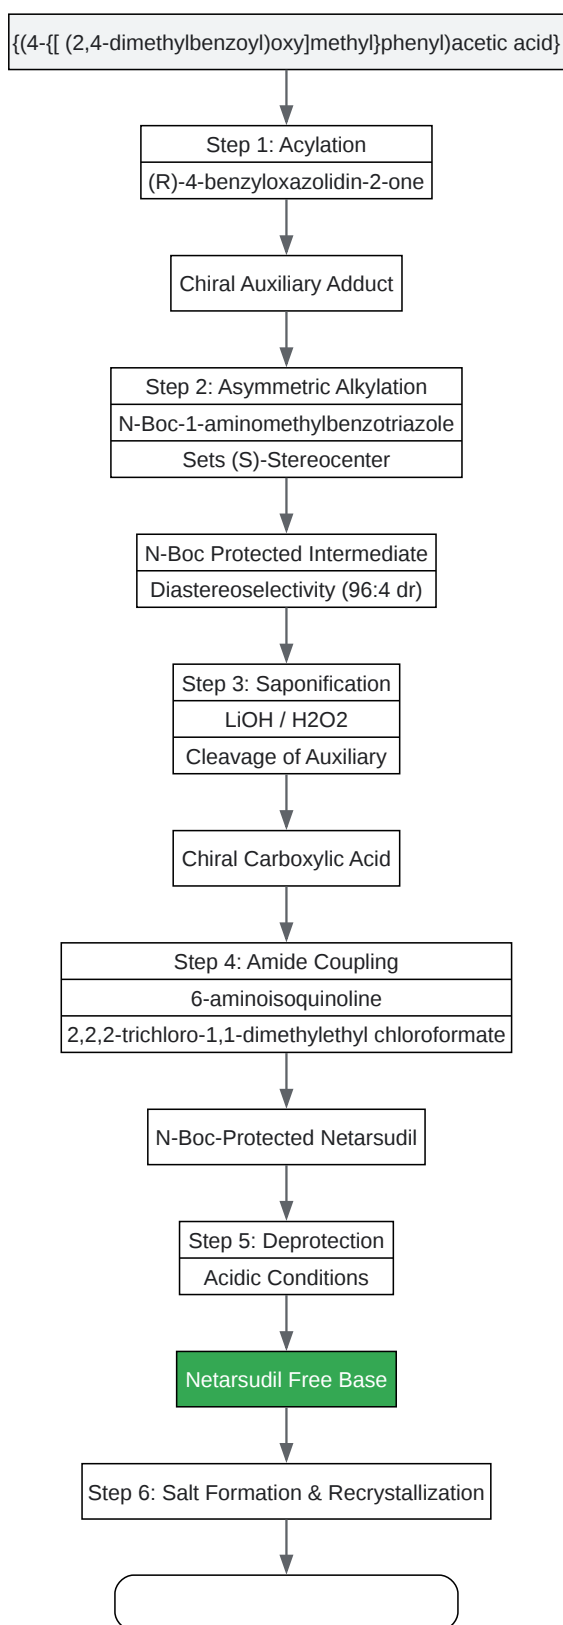 {(4-{[ (2,4-dimethylbenzoyl)oxy]methyl}phenyl)acetic acid}
Step 1: Acylation
(R)-4-benzyloxazolidin-2-one
Chiral Auxiliary Adduct
Step 2: Asymmetric Alkylation
N-Boc-1-aminomethylbenzotriazole
Sets (S)-Stereocenter
N-Boc Protected Intermediate
Diastereoselectivity (96:4 dr)
Step 3: Saponification
LiOH / H2O2
Cleavage of Auxiliary
Chiral Carboxylic Acid
Step 4: Amide Coupling
6-aminoisoquinoline
2,2,2-trichloro-1,1-dimethylethyl chloroformate
N-Boc-Protected Netarsudil
Step 5: Deprotection
Acidic Conditions
Netarsudil Free Base
Step 6: Salt Formation & Recrystallization